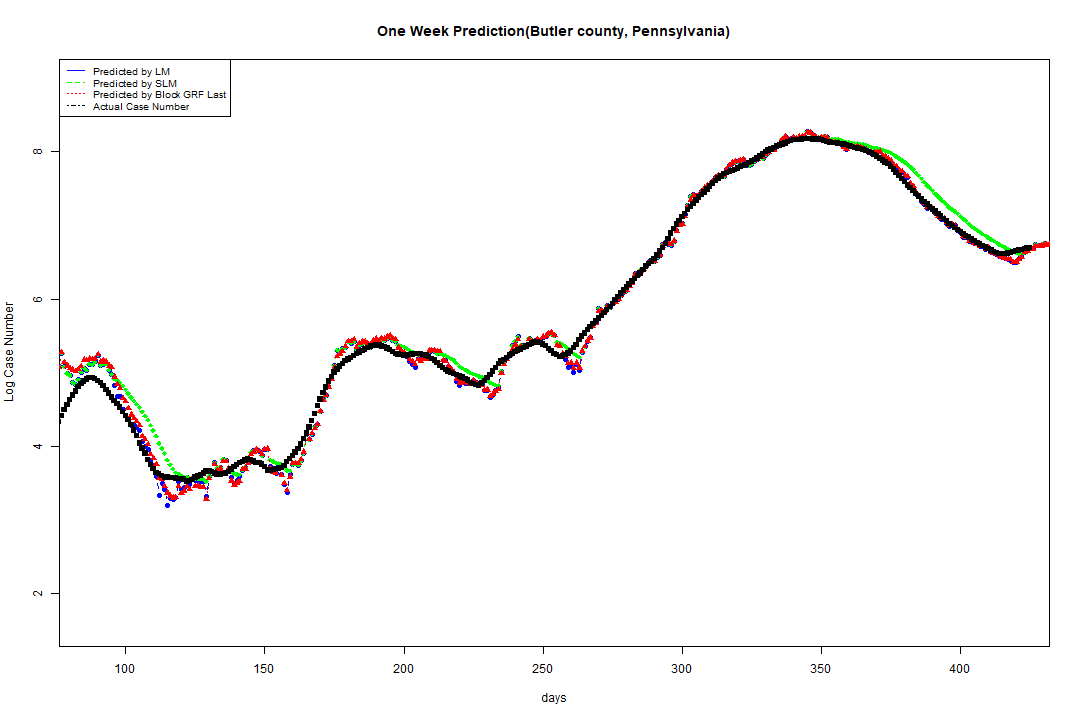 One Week Prediction(Butler county, Pennsylvania)
Predicted by LM
Predicted by SLM
Predicted by Block GRF Last
Actual Case Number
Log Case Number
8
6
4
2
100 150 200 250 300 350 400
days